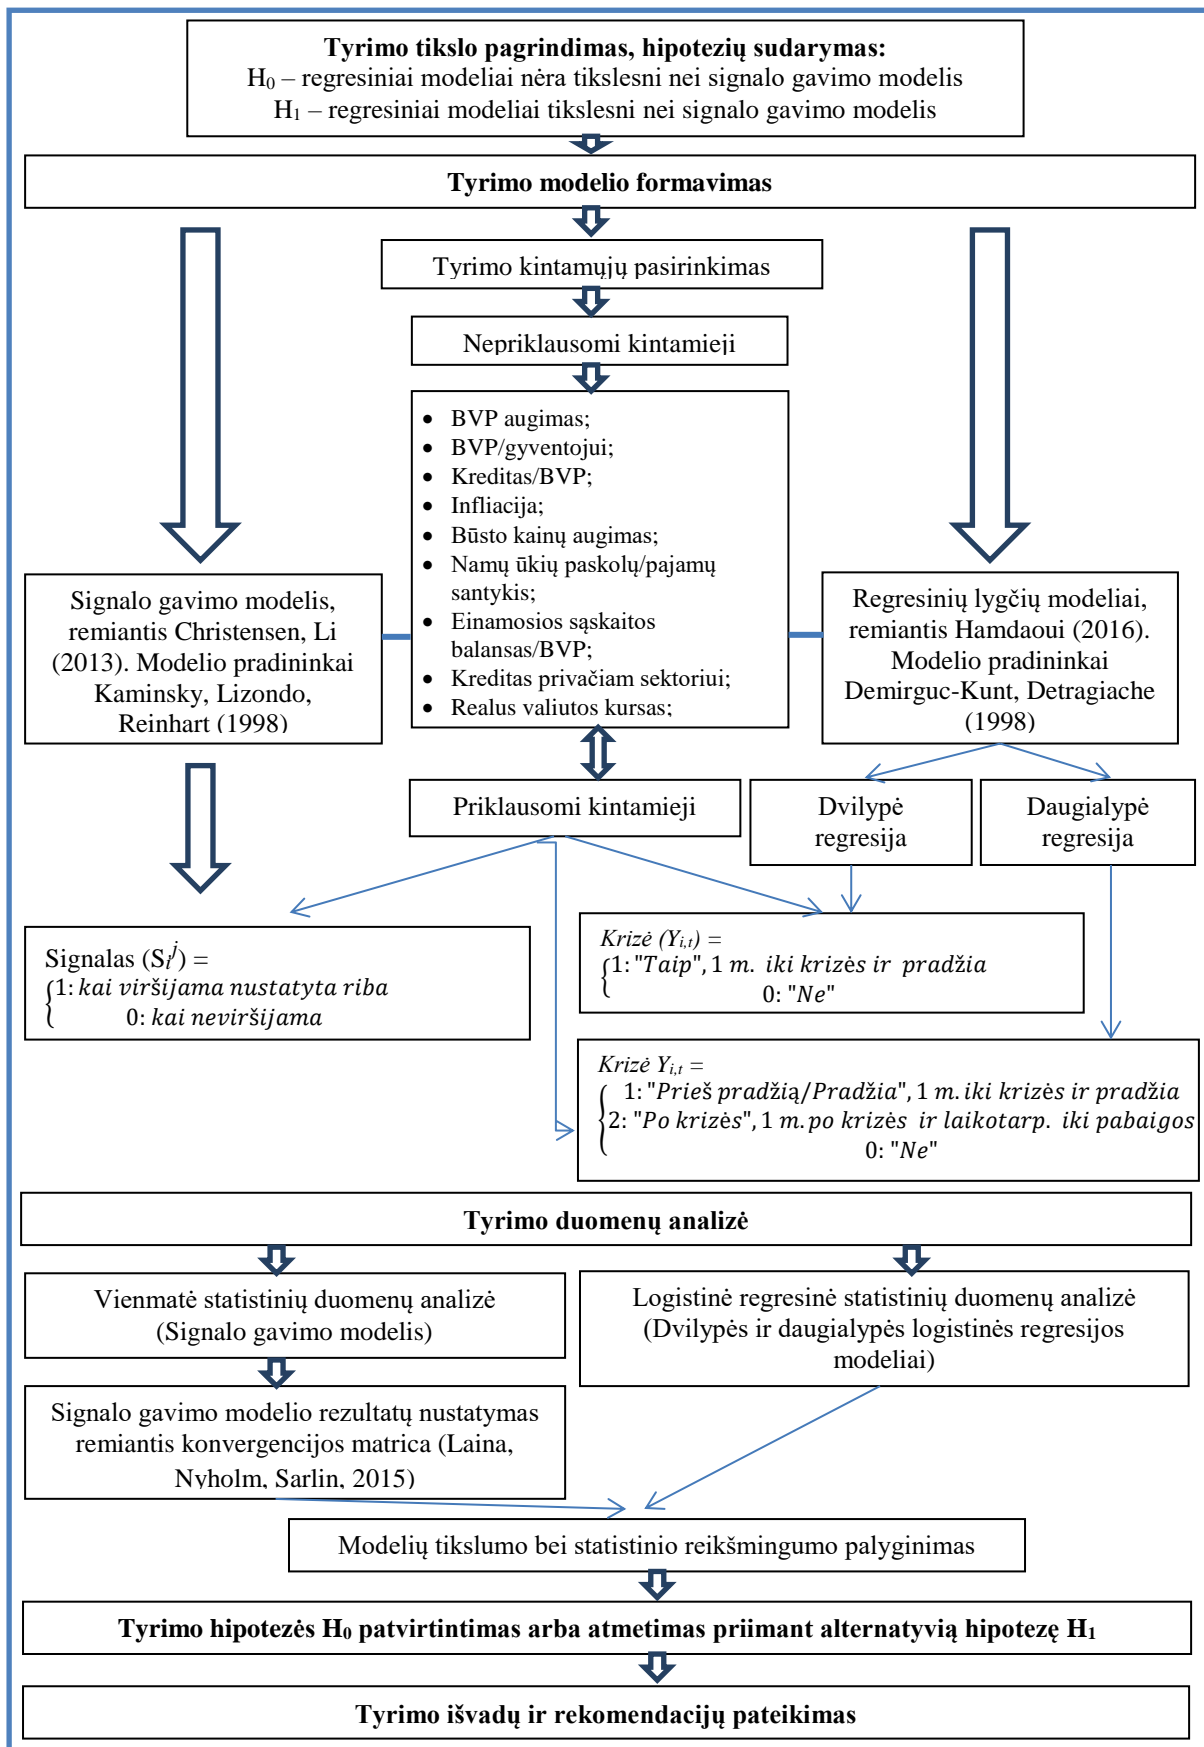 Tyrimo tikslo pagrindimas, hipotezių sudarymas:
H₀ – regresiniai modeliai nėra tikslesni nei signalo gavimo modelis
H₁ – regresiniai modeliai tikslesni nei signalo gavimo modelis
Tyrimo modelio formavimas
Tyrimo kintamųjų pasirinkimas
Nepriklausomi kintamieji
• BVP augimas;
• BVP/gyventojui;
• Kreditas/BVP;
• Infliacija;
• Būsto kainų augimas;
• Namų ūkių paskolų/pajamų
santykis;
• Einamosios sąskaitos
balansas/BVP;
• Kreditas privačiam sektoriui;
• Realus valiutos kursas;
Signalo gavimo modelis,
remiantis Christensen, Li
(2013). Modelio pradininkai
Kaminsky, Lizondo,
Reinhart (1998)
Regresinių lygčių modeliai,
remiantis Hamdaoui (2016).
Modelio pradininkai
Demirguc-Kunt, Detragiache
(1998)
Priklausomi kintamieji
Dvilypė
regresija
Daugialypė
regresija
Signalas (Sᵢʲ) =
{1: kai viršijama nustatyta riba
0: kai neviršijama
Krizė (Yi,t) =
{1: "Taip", 1 m. iki krizės ir pradžia
0: "Ne"
Krizė Yi,t =
{1: "Prieš pradžią/Pradžia", 1 m. iki krizės ir pradžia
2: "Po krizės", 1 m. po krizės ir laikotarp. iki pabaigos
0: "Ne"
Tyrimo duomenų analizė
Vienmatė statistinių duomenų analizė
(Signalo gavimo modelis)
Logistinė regresinė statistinių duomenų analizė
(Dvilypės ir daugialypės logistinės regresijos
modeliai)
Signalo gavimo modelio rezultatų nustatymas
remiantis konvergencijos matrica (Laina,
Nyholm, Sarlin, 2015)
Modelių tikslumo bei statistinio reikšmingumo palyginimas
Tyrimo hipotezės H₀ patvirtintimas arba atmetimas priimant alternatyvią hipotezę H₁
Tyrimo išvadų ir rekomendacijų pateikimas